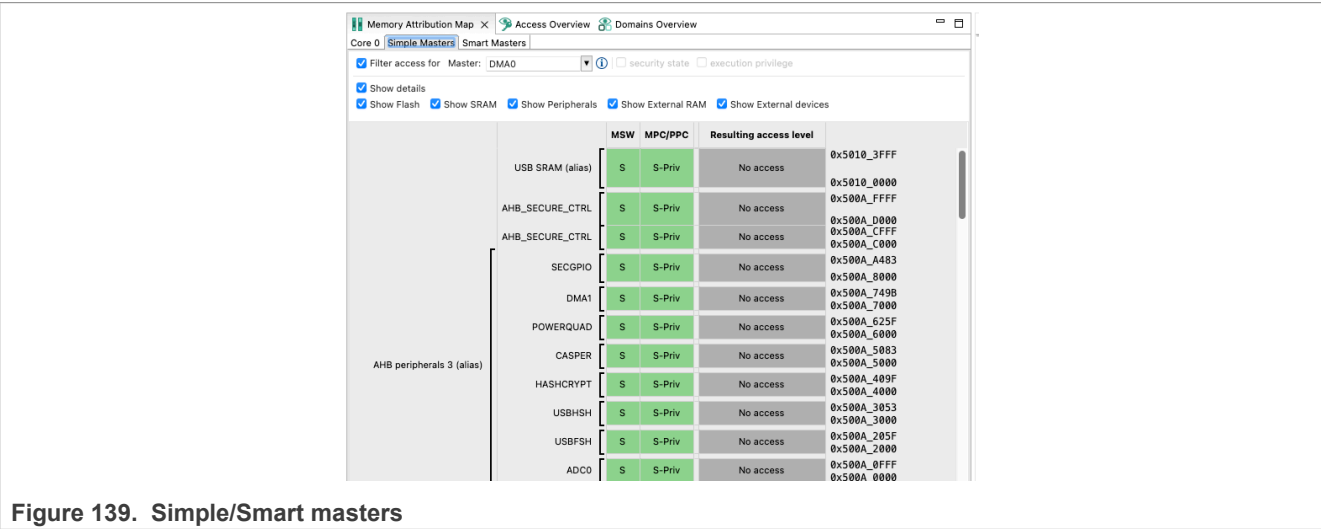 Memory Attribution Map Access Overview Domains Overview
Core 0 Simple Masters Smart Masters
Filter access for Master: DMA0 security state execution privilege
Show details
Show Flash Show SRAM Show Peripherals Show External RAM Show External devices
MSW MPC/PPC Resulting access level
0x5010_3FFF
USB SRAM (alias) S S-Priv No access
0x5010_0000
0x500A_FFFF
AHB_SECURE_CTRL S S-Priv No access
0x500A_D000
0x500A_CFFF
AHB_SECURE_CTRL S S-Priv No access
0x500A_C000
0x500A_A483
SECGPIO S S-Priv No access
0x500A_8000
0x500A_749B
DMA1 S S-Priv No access
0x500A_7000
0x500A_625F
POWERQUAD S S-Priv No access
0x500A_6000
0x500A_5083
CASPER S S-Priv No access
0x500A_5000
AHB peripherals 3 (alias)
0x500A_409F
HASHCRYPT S S-Priv No access
0x500A_4000
0x500A_3053
USBHSH S S-Priv No access
0x500A_3000
0x500A_205F
USBFSH S S-Priv No access
0x500A_2000
0x500A_0FFF
ADC0 S S-Priv No access
0x500A_0000
Figure 139. Simple/Smart masters